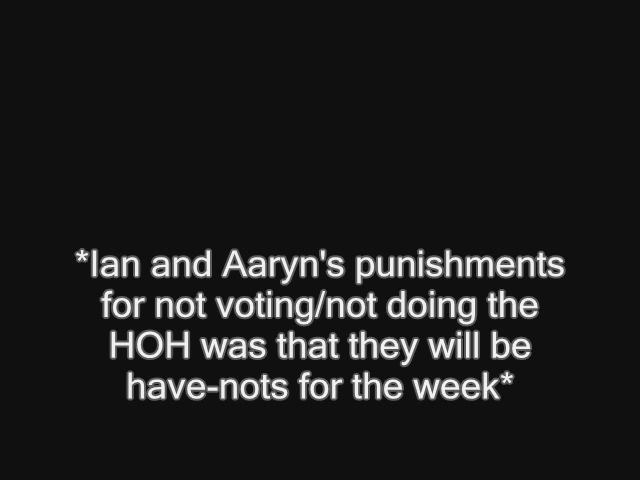 *Ian and Aaryn's punishments
for not voting/not doing the
HOH was that they will be
have-nots for the week*